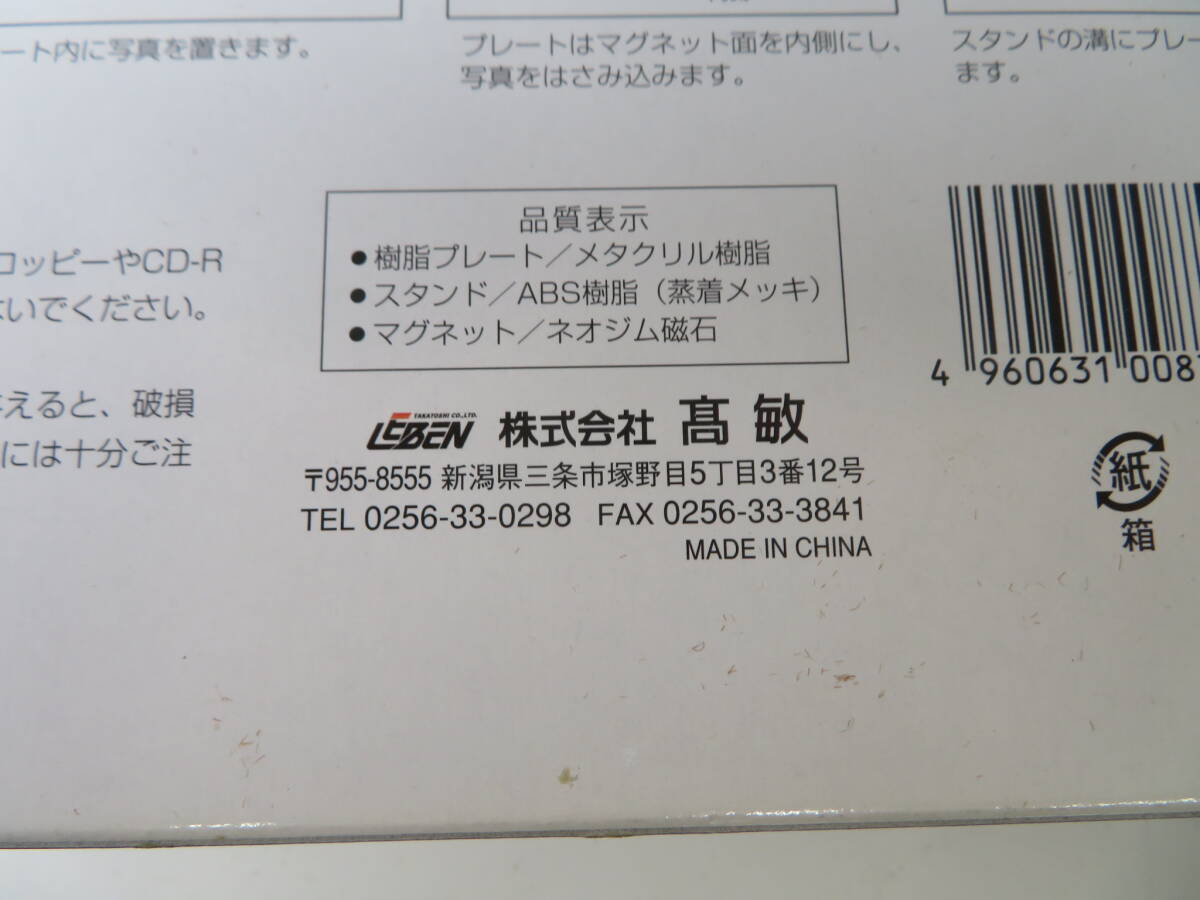 ート内に写真を置きます。
プレートはマグネット面を内側にし、
写真をはさみ込みます。
スタンドの溝にプレー
ます。
ロッピーやCD-R
いでください。
えると、破損
には十分ご注
品質表示
●樹脂プレート／メタクリル樹脂
●スタンド／ABS樹脂（蒸着メッキ）
●マグネット／ネオジム磁石
4 960631 008
TAKATOSHI CO.,LTD.
LEBEN 株式会社 髙敏
〒955-8555 新潟県三条市塚野目5丁目3番12号
TEL 0256-33-0298 FAX 0256-33-3841
MADE IN CHINA
紙
箱